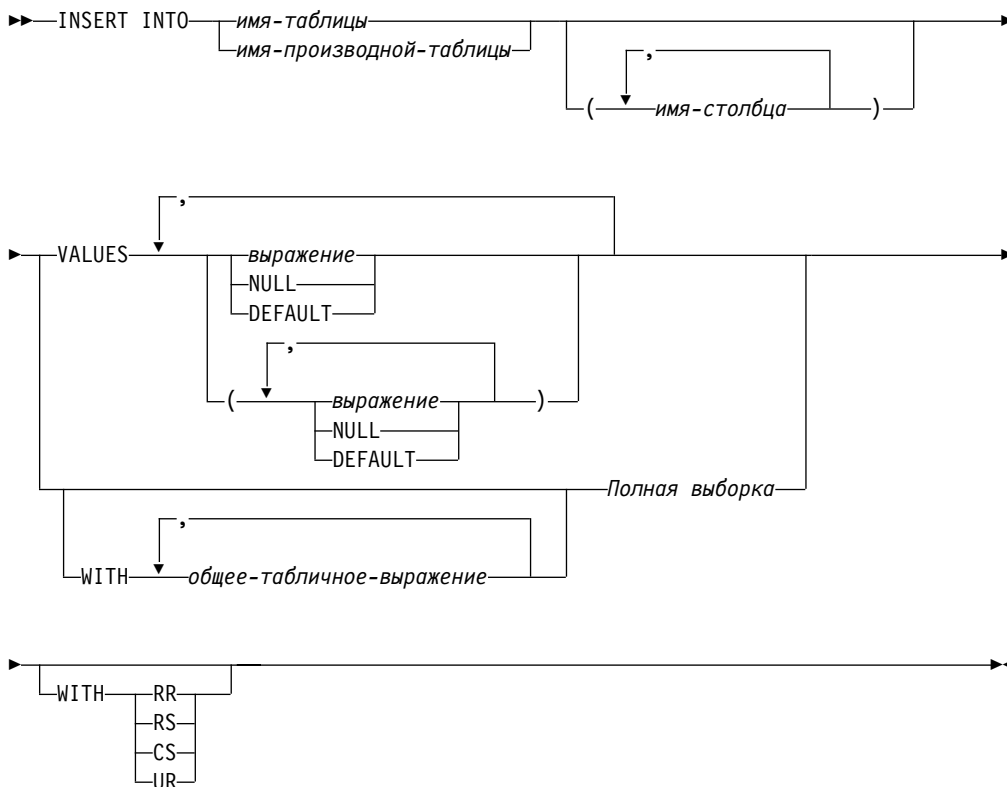 INSERT INTO имя-таблицы
имя-производной-таблицы
,
( имя-столбца )
,
VALUES выражение
NULL
DEFAULT
,
( выражение )
NULL
DEFAULT
Полная выборка
,
WITH общее-табличное-выражение
WITH RR
RS
CS
UR